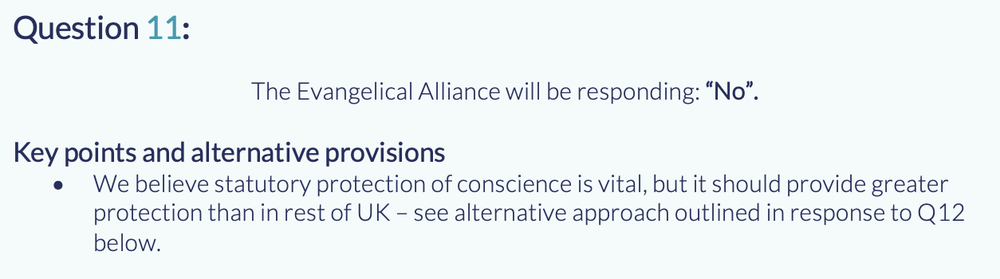 Question 11:
The Evangelical Alliance will be responding: “No”.
Key points and alternative provisions
• We believe statutory protection of conscience is vital, but it should provide greater
protection than in rest of UK – see alternative approach outlined in response to Q12
below.